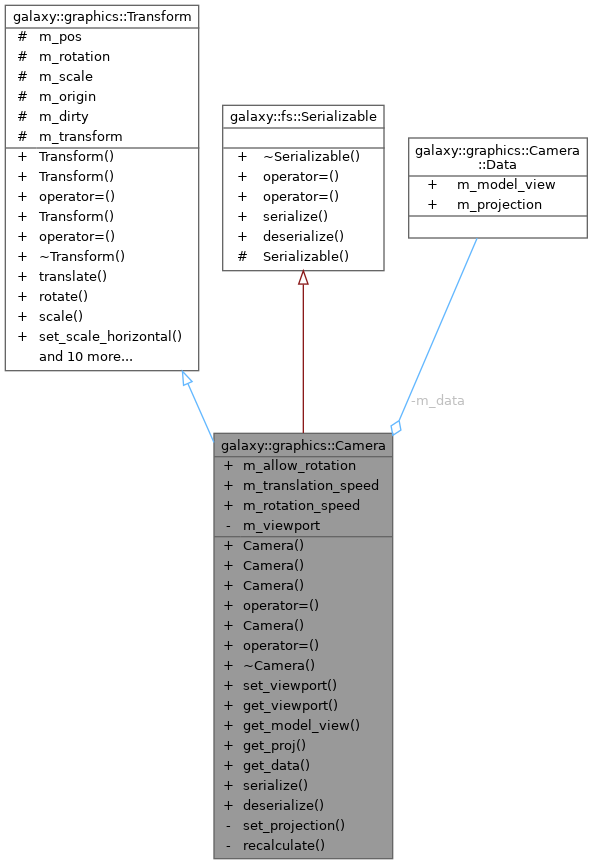 galaxy::graphics::Transform
# m_pos
# m_rotation
# m_scale
# m_origin
# m_dirty
# m_transform
+ Transform()
+ Transform()
+ operator=()
+ Transform()
+ operator=()
+ ~Transform()
+ translate()
+ rotate()
+ scale()
+ set_scale_horizontal()
and 10 more...
galaxy::fs::Serializable
+ ~Serializable()
+ operator=()
+ operator=()
+ serialize()
+ deserialize()
# Serializable()
galaxy::graphics::Camera
::Data
+ m_model_view
+ m_projection
-m_data
galaxy::graphics::Camera
+ m_allow_rotation
+ m_translation_speed
+ m_rotation_speed
- m_viewport
+ Camera()
+ Camera()
+ Camera()
+ operator=()
+ Camera()
+ operator=()
+ ~Camera()
+ set_viewport()
+ get_viewport()
+ get_model_view()
+ get_proj()
+ get_data()
+ serialize()
+ deserialize()
- set_projection()
- recalculate()